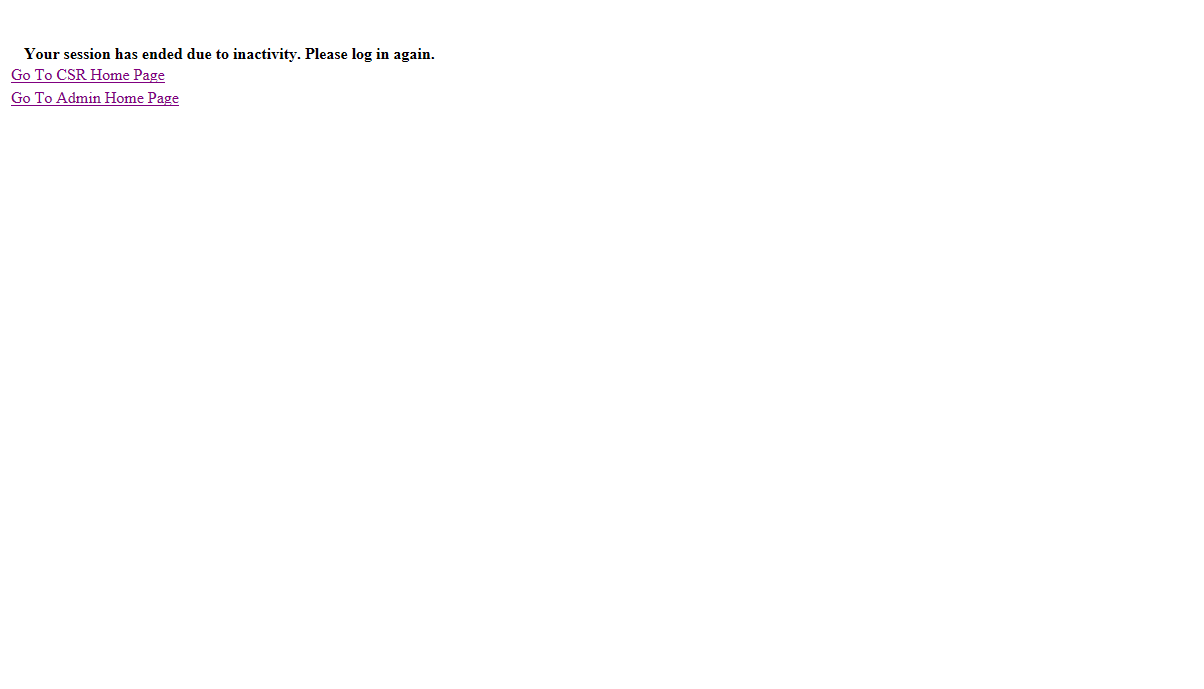 Your session has ended due to inactivity. Please log in again.
Go To CSR Home Page
Go To Admin Home Page